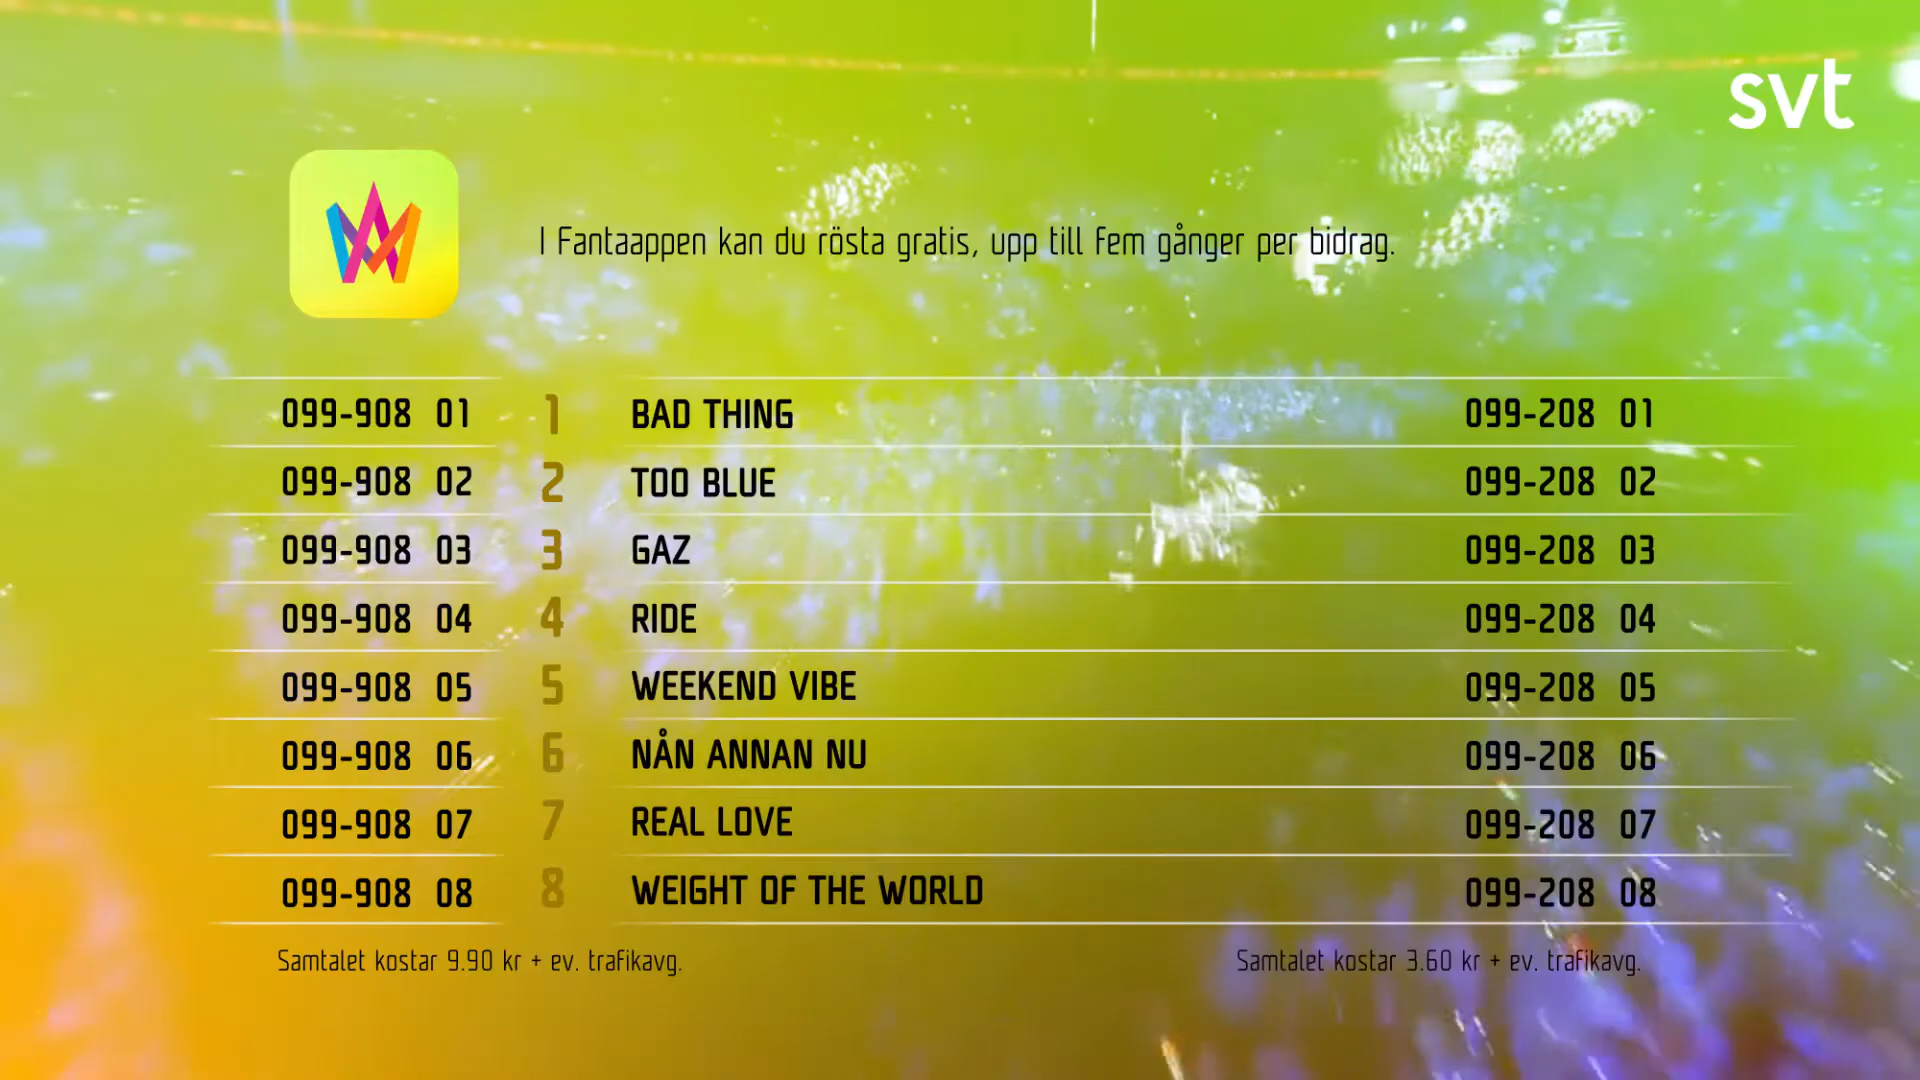 svt
I Fantaappen kan du rösta gratis, upp till fem gånger per bidrag.
099-908 01 1 BAD THING 099-208 01
099-908 02 2 TOO BLUE 099-208 02
099-908 03 3 GAZ 099-208 03
099-908 04 4 RIDE 099-208 04
099-908 05 5 WEEKEND VIBE 099-208 05
099-908 06 6 NÅN ANNAN NU 099-208 06
099-908 07 7 REAL LOVE 099-208 07
099-908 08 8 WEIGHT OF THE WORLD 099-208 08
Samtalet kostar 9.90 kr + ev. trafikavg. Samtalet kostar 3.60 kr + ev. trafikavg.